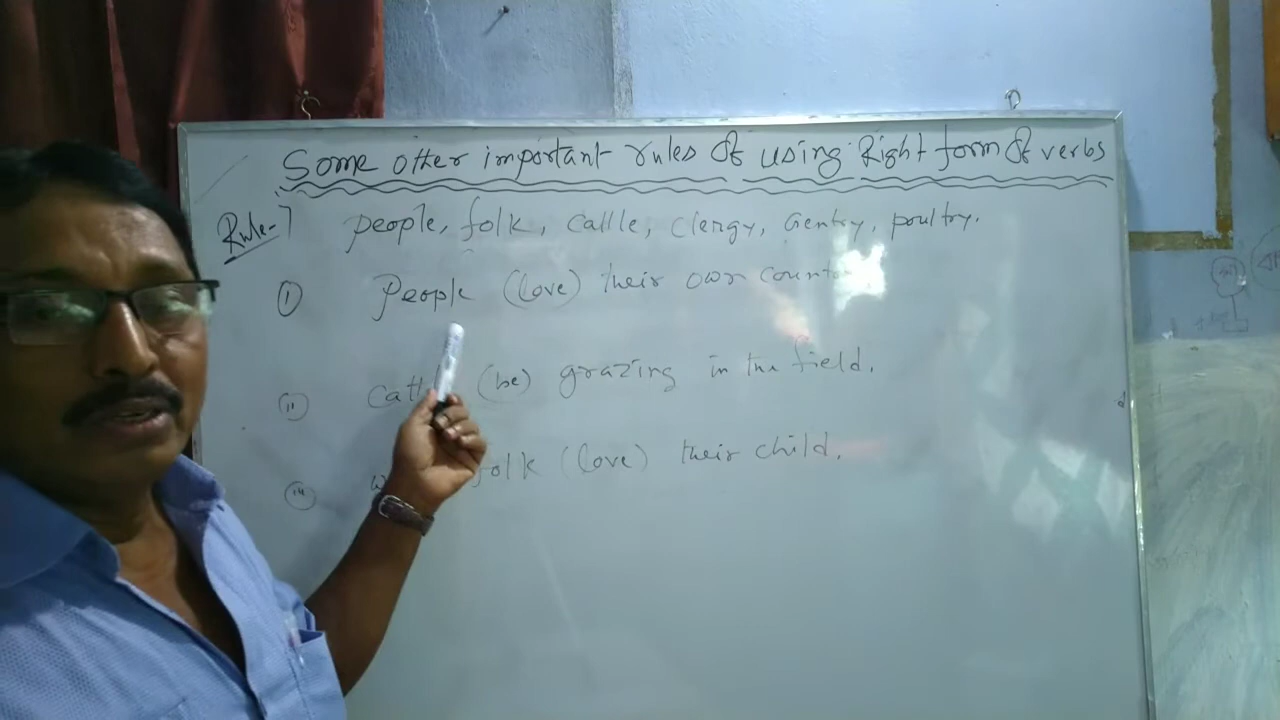 Some other important rules of using Right form of verbs
Rule-7 people, folk, cattle, clergy, Gentry, poultry.
(i) People (love) their own
(ii) (be) grazing in the field.
(iii) folk (love) their child.